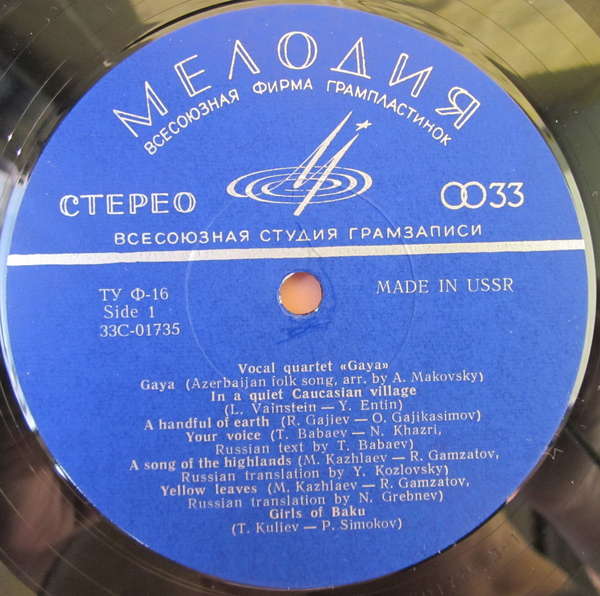 МЕЛОДИЯ
ВСЕСОЮЗНАЯ ФИРМА ГРАМПЛАСТИНОК
СТЕРЕО
33
ВСЕСОЮЗНАЯ СТУДИЯ ГРАМЗАПИСИ
ТУ Ф-16
MADE IN USSR
Side 1
33С-01735
Vocal quartet «Gaya»
Gaya (Azerbaijan folk song, arr. by A. Makovsky)
In a quiet Caucasian village
(L. Vainstein — Y. Entin)
A handful of earth (R. Gajiev — O. Gajikasimov)
Your voice (T. Babaev — N. Khazri,
Russian text by T. Babaev)
A song of the highlands (M. Kazhlaev — R. Gamzatov,
Russian translation by Y. Kozlovsky)
Yellow leaves (M. Kazhlaev — R. Gamzatov,
Russian translation by N. Grebnev)
Girls of Baku
(T. Kuliev — P. Simokov)